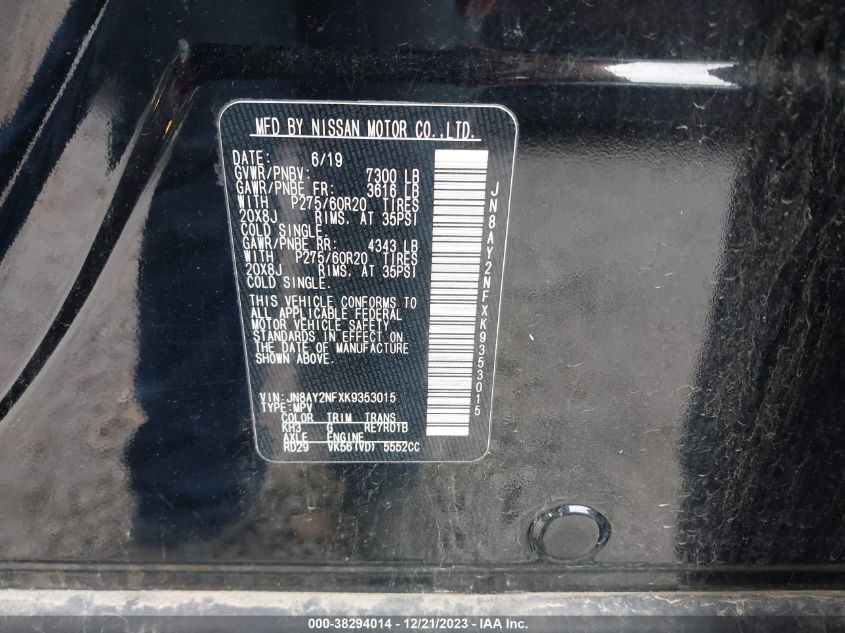 MFD BY NISSAN MOTOR CO.,LTD.
DATE: 6/19
GVWR/PNBV: 7300 LB
GAWR/PNBE FR: 3616 LB
WITH P275/60R20 TIRES
20X8J RIMS, AT 35PSI
COLD SINGLE.
GAWR/PNBE RR: 4343 LB
WITH P275/60R20 TIRES
20X8J RIMS, AT 35PSI
COLD SINGLE.
THIS VEHICLE CONFORMS TO
ALL APPLICABLE FEDERAL
MOTOR VEHICLE SAFETY
STANDARDS IN EFFECT ON
THE DATE OF MANUFACTURE
SHOWN ABOVE.
VIN:JN8AY2NFXK9353015
TYPE:MPV
COLOR TRIM TRANS
KH3 G RE7R01B
AXLE ENGINE
RD29 VK56(VD) 5552CC
JN8AY2NFXK9353015
000-38294014 - 12/21/2023 - IAA Inc.